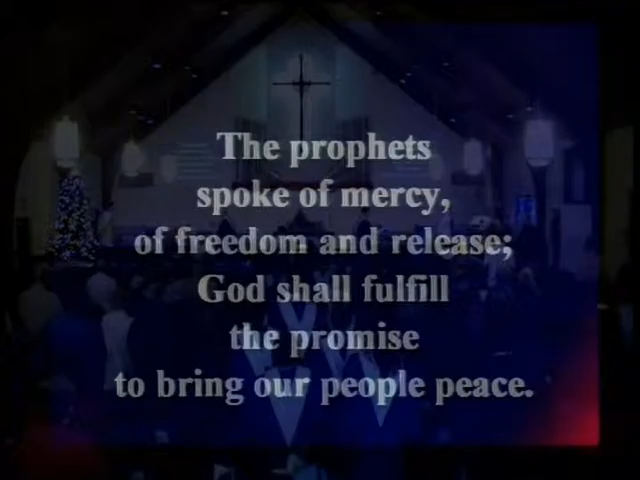 The prophets
spoke of mercy,
of freedom and release;
God shall fulfill
the promise
to bring our people peace.